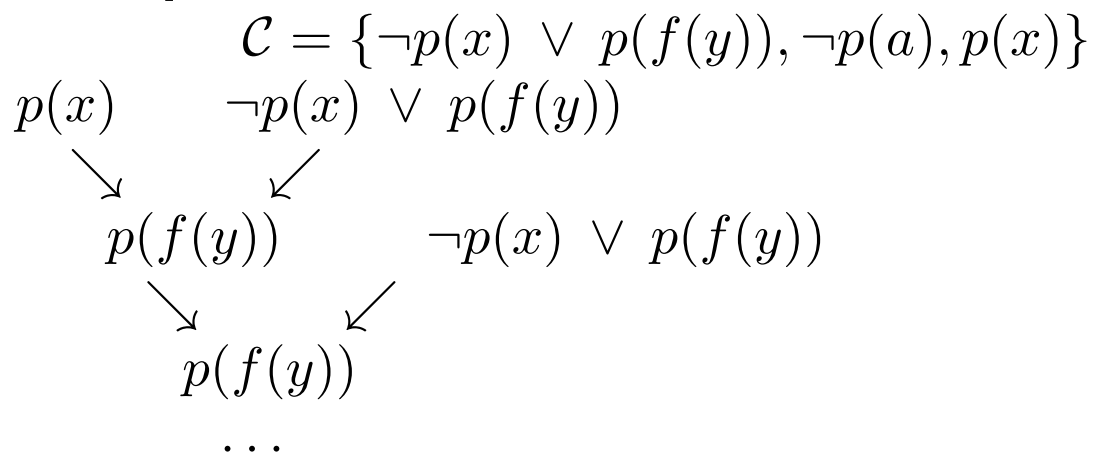 𝒞 = {¬p(x) ∨ p(f(y)), ¬p(a), p(x)}
p(x) ¬p(x) ∨ p(f(y))
↘ ↙
p(f(y)) ¬p(x) ∨ p(f(y))
↘ ↙
p(f(y))
...